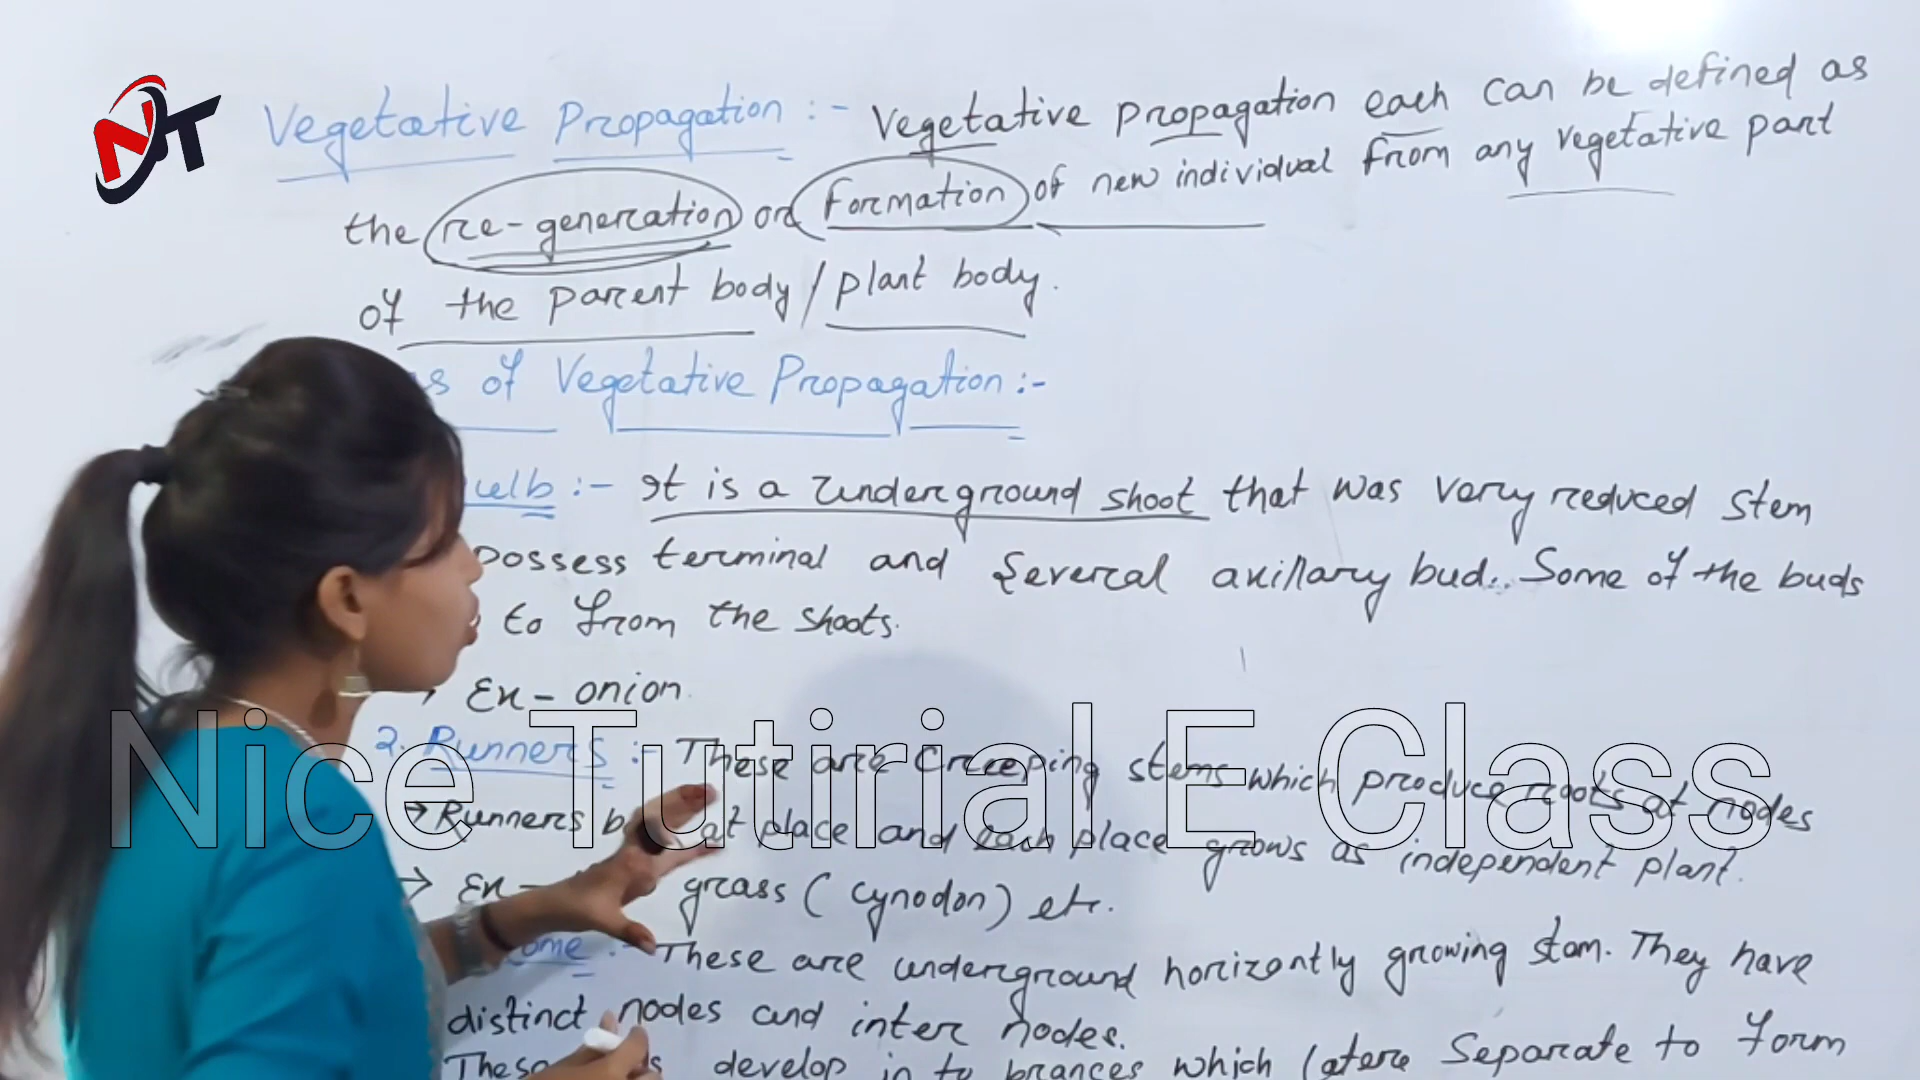 NT
Vegetative Propagation :- Vegetative Propagation each can be defined as
the re-generation or formation of new individual from any vegetative part
of the parent body / plant body.
of Vegetative Propagation :-
:- It is a underground shoot that was very reduced stem
Possess terminal and several axillary bud.. Some of the buds
to from the shoots.
Ex - onion
2. Runners :- These are creeping stems which produce roots at nodes
→ Runners at place and each place grows as independent plant.
→ Ex - grass (cynodon) etc.
:- These are underground horizontly growing stam. They have
distinct nodes and inter nodes.
develop in to brances which latere Separate to form
Nice Tutirial E Class